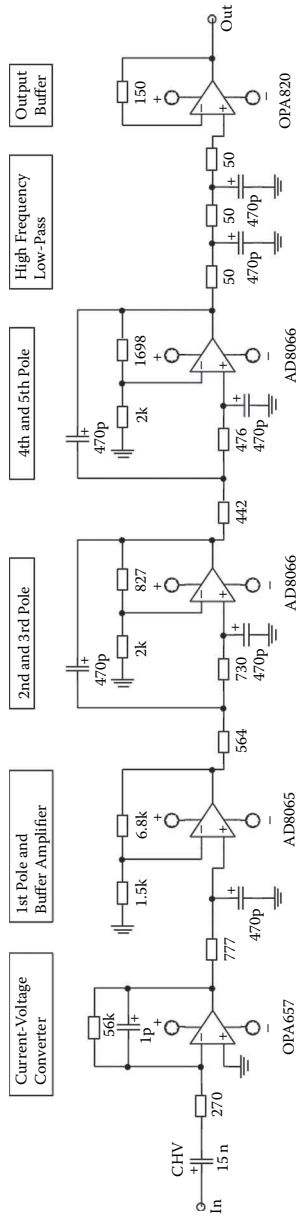 Current-Voltage
Converter
1st Pole and
Buffer Amplifier
2nd and 3rd Pole
4th and 5th Pole
High Frequency
Low-Pass
Output
Buffer
In
CHV
+
15 n
270
56k
+
1p
−
+
+
−
OPA657
777
+
470p
1.5k
6.8k
−
+
+
−
AD8065
564
470p
+
2k
827
730
+
470p
−
+
+
−
AD8066
442
470p
+
2k
1698
476
+
470p
−
+
+
−
AD8066
50
+
470p
50
+
470p
50
150
−
+
+
−
OPA820
Out